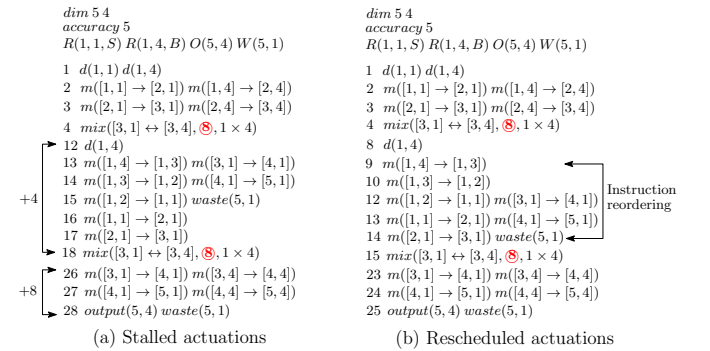 dim 5 4
accuracy 5
R(1, 1, S) R(1, 4, B) O(5, 4) W(5, 1)
1 d(1, 1) d(1, 4)
2 m([1, 1] → [2, 1]) m([1, 4] → [2, 4])
3 m([2, 1] → [3, 1]) m([2, 4] → [3, 4])
4 mix([3, 1] ↔ [3, 4], ⑧, 1 × 4)
12 d(1, 4)
13 m([1, 4] → [1, 3]) m([3, 1] → [4, 1])
14 m([1, 3] → [1, 2]) m([4, 1] → [5, 1])
+4
15 m([1, 2] → [1, 1]) waste(5, 1)
16 m([1, 1] → [2, 1])
17 m([2, 1] → [3, 1])
18 mix([3, 1] ↔ [3, 4], ⑧, 1 × 4)
26 m([3, 1] → [4, 1]) m([3, 4] → [4, 4])
+8
27 m([4, 1] → [5, 1]) m([4, 4] → [5, 4])
28 output(5, 4) waste(5, 1)
(a) Stalled actuations
dim 5 4
accuracy 5
R(1, 1, S) R(1, 4, B) O(5, 4) W(5, 1)
1 d(1, 1) d(1, 4)
2 m([1, 1] → [2, 1]) m([1, 4] → [2, 4])
3 m([2, 1] → [3, 1]) m([2, 4] → [3, 4])
4 mix([3, 1] ↔ [3, 4], ⑧, 1 × 4)
8 d(1, 4)
9 m([1, 4] → [1, 3])
10 m([1, 3] → [1, 2])
12 m([1, 2] → [1, 1]) m([3, 1] → [4, 1])
13 m([1, 1] → [2, 1]) m([4, 1] → [5, 1])
14 m([2, 1] → [3, 1]) waste(5, 1)
Instruction
reordering
15 mix([3, 1] ↔ [3, 4], ⑧, 1 × 4)
23 m([3, 1] → [4, 1]) m([3, 4] → [4, 4])
24 m([4, 1] → [5, 1]) m([4, 4] → [5, 4])
25 output(5, 4) waste(5, 1)
(b) Rescheduled actuations